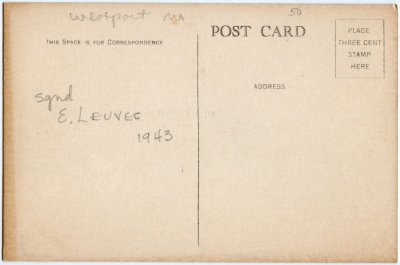 Westport MA
50
POST CARD
THIS SPACE IS FOR CORRESPONDENCE
PLACE
THREE CENT
STAMP
HERE
ADDRESS
sgnd
E. LEUVEE
1943